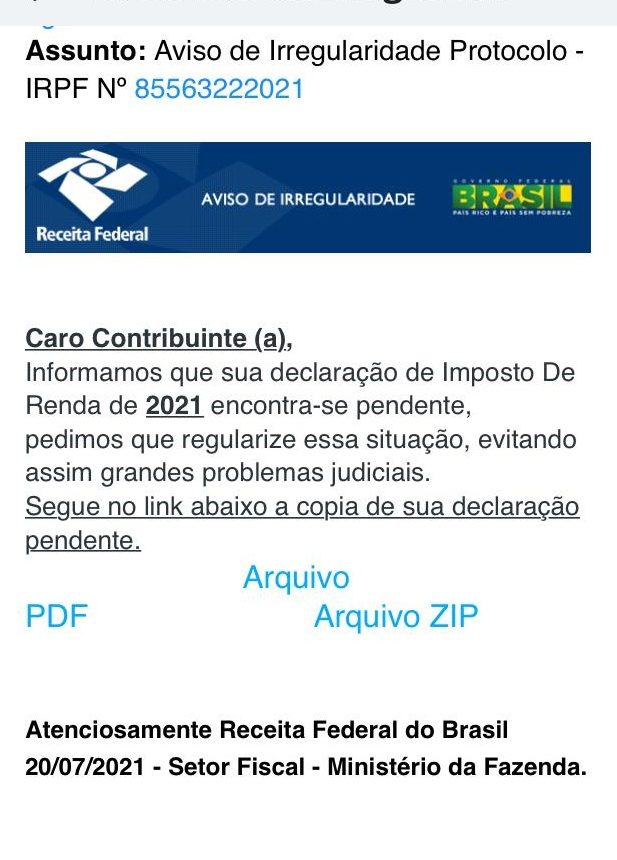 Assunto: Aviso de Irregularidade Protocolo -
IRPF Nº 85563222021
Receita Federal
AVISO DE IRREGULARIDADE
GOVERNO FEDERAL
BRASIL
PAÍS RICO É PAÍS SEM POBREZA
Caro Contribuinte (a),
Informamos que sua declaração de Imposto De
Renda de 2021 encontra-se pendente,
pedimos que regularize essa situação, evitando
assim grandes problemas judiciais.
Segue no link abaixo a copia de sua declaração
pendente.
Arquivo
PDF Arquivo ZIP
Atenciosamente Receita Federal do Brasil
20/07/2021 - Setor Fiscal - Ministério da Fazenda.